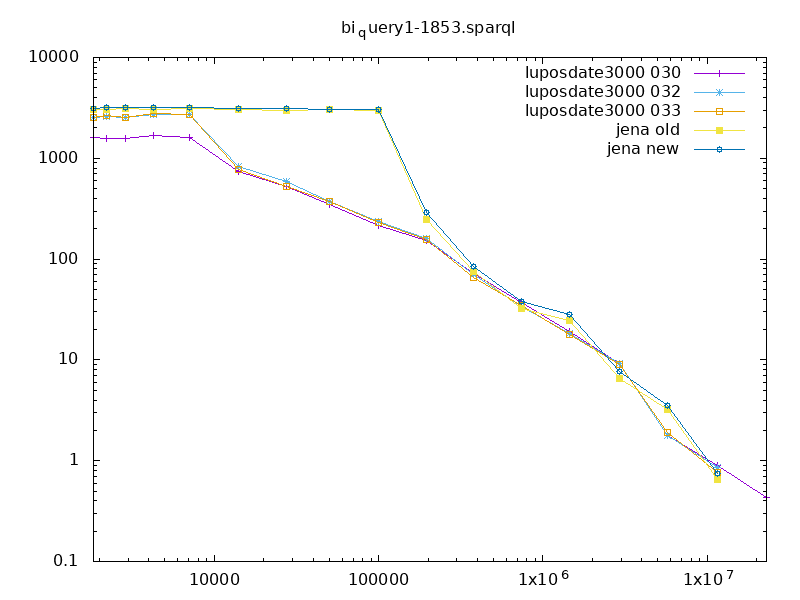 bi_query1-1853.sparql
10000
1000
100
10
1
0.1
luposdate3000 030
luposdate3000 032
luposdate3000 033
jena old
jena new
10000 100000 1x10^6 1x10^7